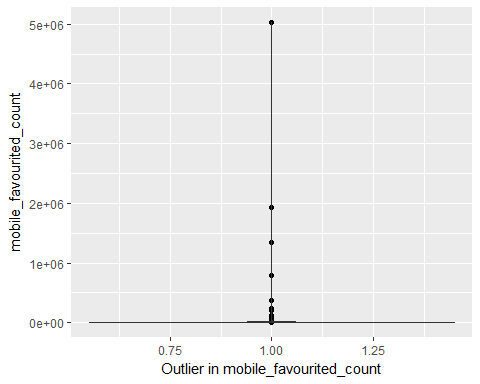 5e+06
4e+06
3e+06
2e+06
1e+06
0e+00
mobile_favourited_count
0.75 1.00 1.25
Outlier in mobile_favourited_count